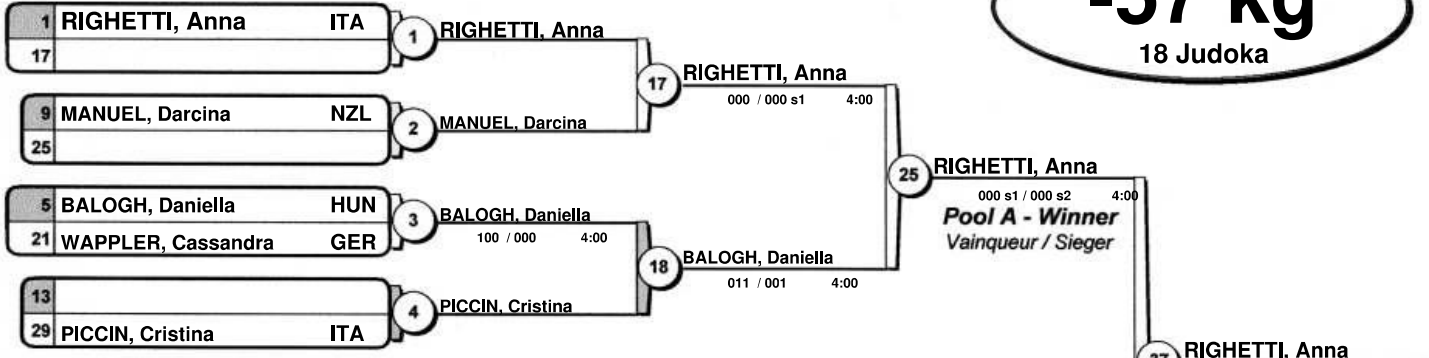 -57 kg
18 Judoka
1 RIGHETTI, Anna ITA
17
1
RIGHETTI, Anna
9 MANUEL, Darcina NZL
25
2
MANUEL, Darcina
17
RIGHETTI, Anna
000 / 000 s1 4:00
5 BALOGH, Daniella HUN
21 WAPPLER, Cassandra GER
3
BALOGH, Daniella
100 / 000 4:00
13
29 PICCIN, Cristina ITA
4
PICCIN, Cristina
18
BALOGH, Daniella
011 / 001 4:00
25
RIGHETTI, Anna
000 s1 / 000 s2 4:00
Pool A - Winner
Vainqueur / Sieger
RIGHETTI, Anna